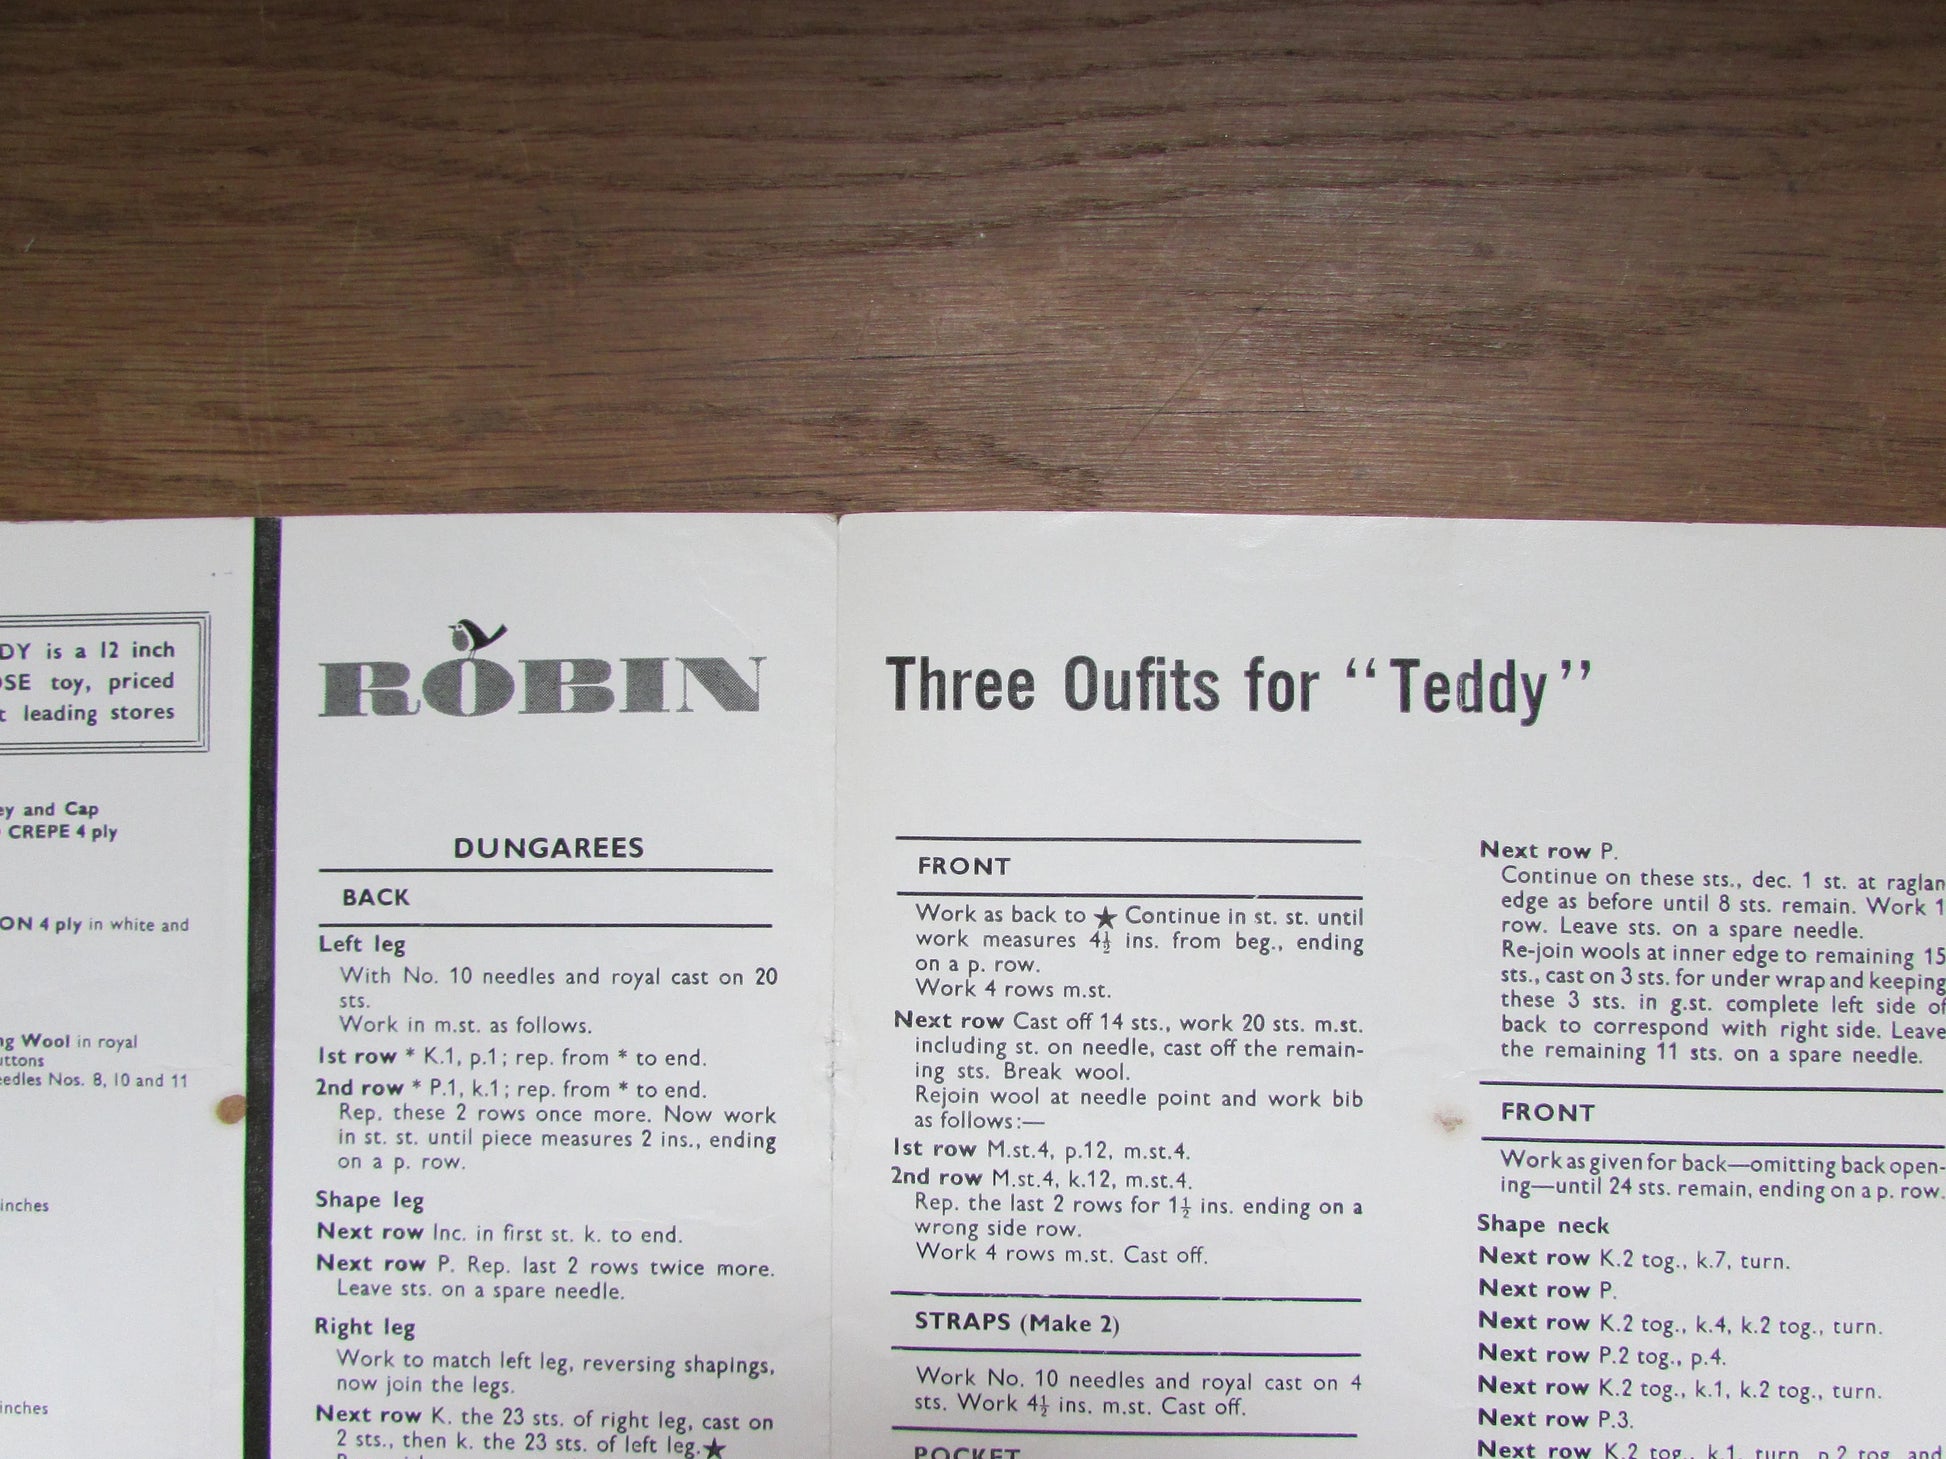 is a 12 inch
toy, priced
leading stores
and Cap
CREPE 4 ply
4 ply in white and
Wool in royal
Nos. 8, 10 and 11
inches
inches
ROBIN
DUNGAREES
BACK
Left leg
With No. 10 needles and royal cast on 20
sts.
Work in m.st. as follows.
1st row * K.1, p.1; rep. from * to end.
2nd row * P.1, k.1; rep. from * to end.
Rep. these 2 rows once more. Now work
in st. st. until piece measures 2 ins., ending
on a p. row.
Shape leg
Next row Inc. in first st. k. to end.
Next row P. Rep. last 2 rows twice more.
Leave sts. on a spare needle.
Right leg
Work to match left leg, reversing shapings,
now join the legs.
Next row K. the 23 sts. of right leg, cast on
2 sts., then k. the 23 sts. of left leg.★
Three Oufits for “Teddy”
FRONT
Work as back to ★ Continue in st. st. until
work measures 4½ ins. from beg., ending
on a p. row.
Work 4 rows m.st.
Next row Cast off 14 sts., work 20 sts. m.st.
including st. on needle, cast off the remain-
ing sts. Break wool.
Rejoin wool at needle point and work bib
as follows:—
1st row M.st.4, p.12, m.st.4.
2nd row M.st.4, k.12, m.st.4.
Rep. the last 2 rows for 1½ ins. ending on a
wrong side row.
Work 4 rows m.st. Cast off.
STRAPS (Make 2)
Work No. 10 needles and royal cast on 4
sts. Work 4½ ins. m.st. Cast off.
POCKET
Next row P.
Continue on these sts., dec. 1 st. at raglan
edge as before until 8 sts. remain. Work 1
row. Leave sts. on a spare needle.
Re-join wools at inner edge to remaining 15
sts., cast on 3 sts. for under wrap and keeping
these 3 sts. in g.st. complete left side of
back to correspond with right side. Leave
the remaining 11 sts. on a spare needle.
FRONT
Work as given for back—omitting back open-
ing—until 24 sts. remain, ending on a p. row.
Shape neck
Next row K.2 tog., k.7, turn.
Next row P.
Next row K.2 tog., k.4, k.2 tog., turn.
Next row P.2 tog., p.4.
Next row K.2 tog., k.1, k.2 tog., turn.
Next row P.3.
Next row K.2 tog., k.1, turn, p.2 tog. and